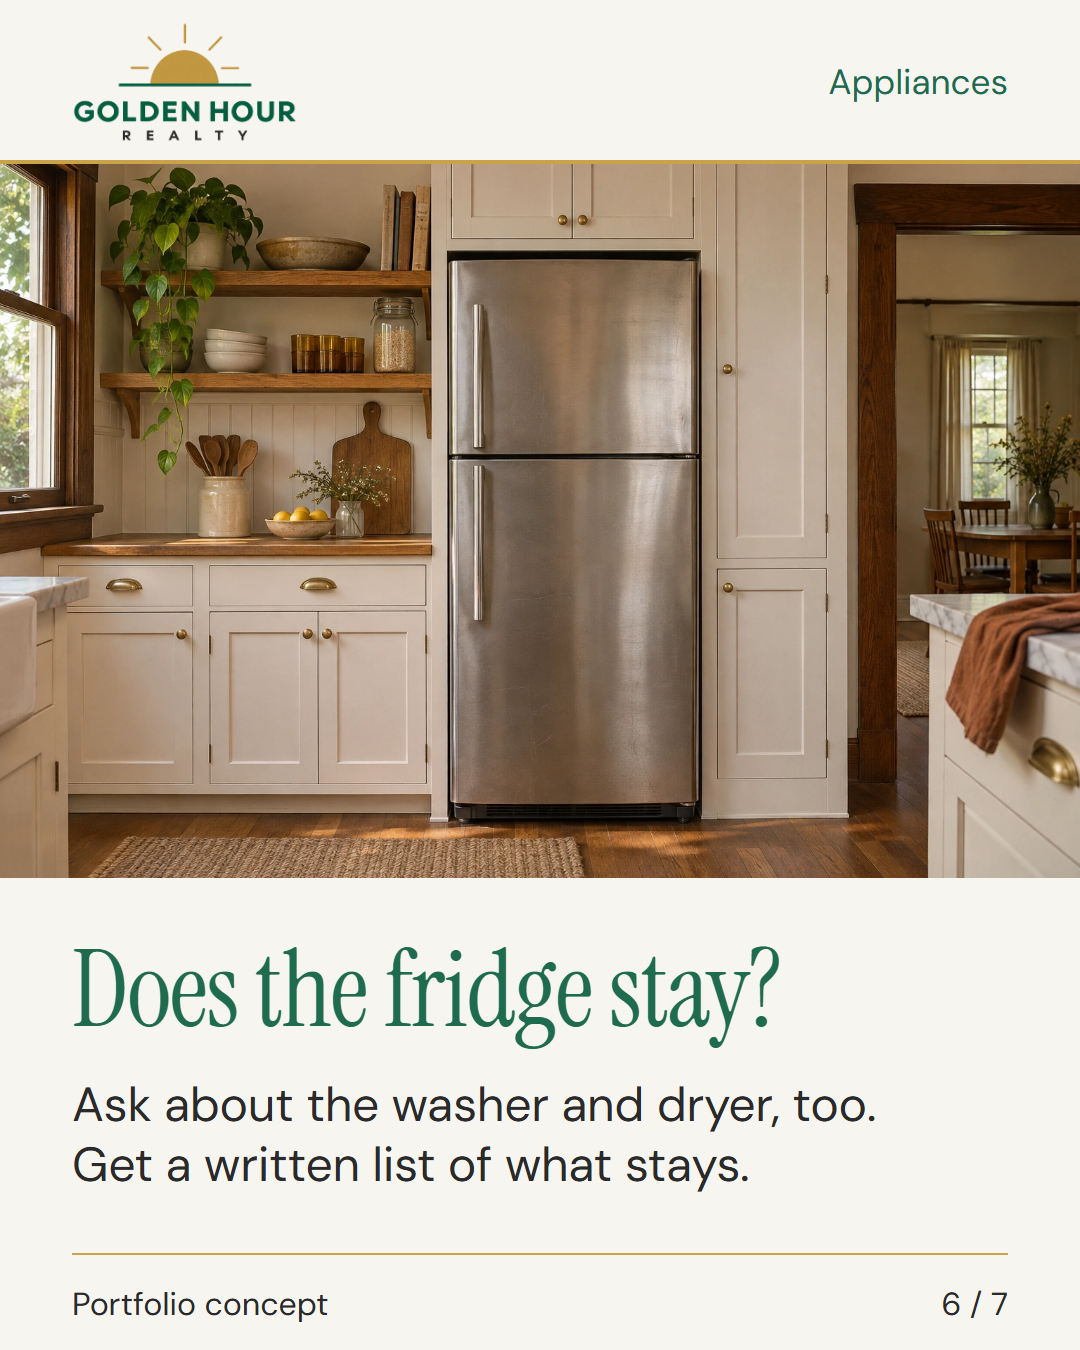 GOLDEN HOUR
REALTY
Appliances
Does the fridge stay?
Ask about the washer and dryer, too.
Get a written list of what stays.
Portfolio concept
6 / 7